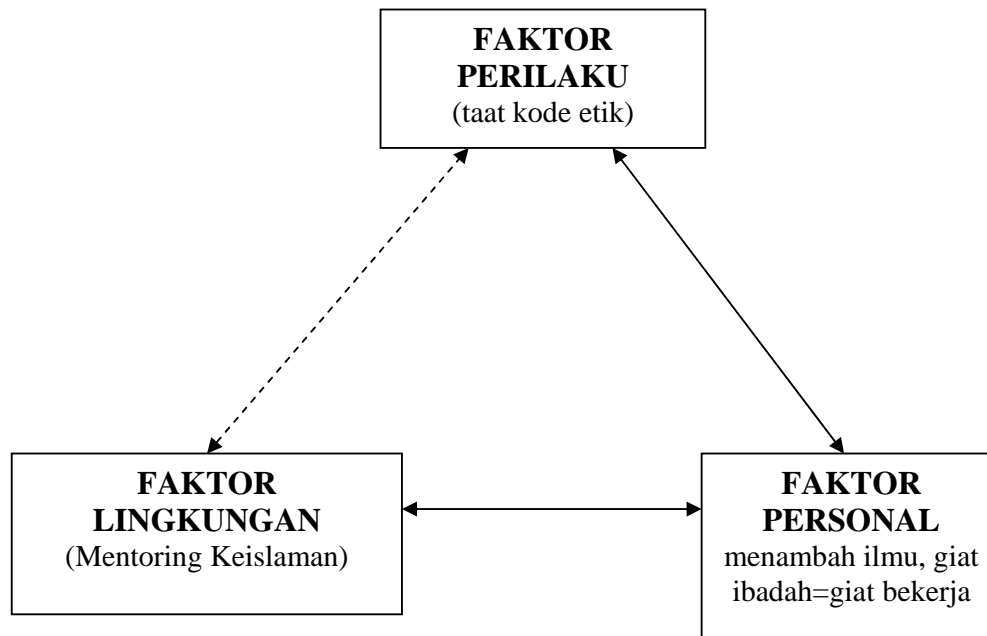 FAKTOR
PERILAKU
(taat kode etik)
FAKTOR
LINGKUNGAN
(Mentoring Keislaman)
FAKTOR
PERSONAL
menambah ilmu, giat
ibadah=giat bekerja